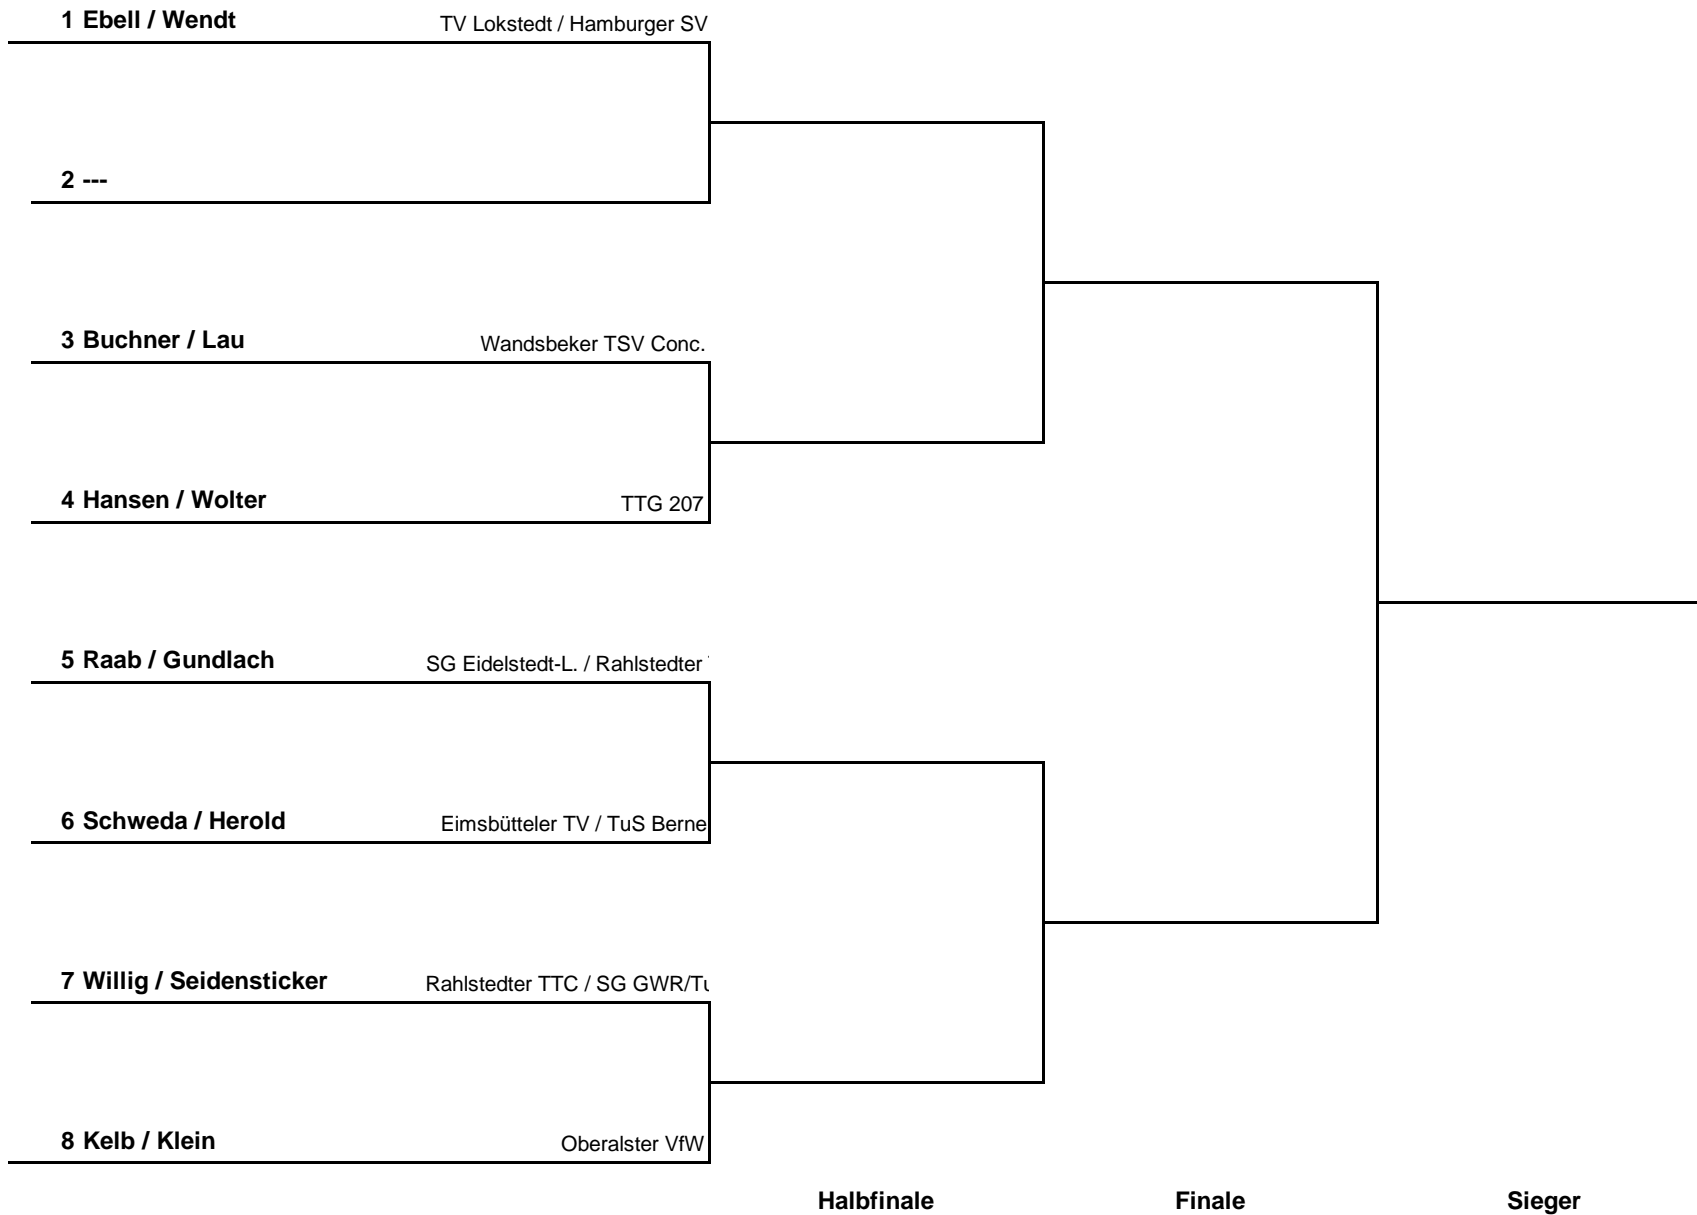 1 Ebell / Wendt TV Lokstedt / Hamburger SV
2 ---
3 Buchner / Lau Wandsbeker TSV Conc.
4 Hansen / Wolter TTG 207
5 Raab / Gundlach SG Eidelstedt-L. / Rahlstedter
6 Schweda / Herold Eimsbütteler TV / TuS Berne
7 Willig / Seidensticker Rahlstedter TTC / SG GWR/Tu
8 Kelb / Klein Oberalster VfW
Halbfinale Finale Sieger